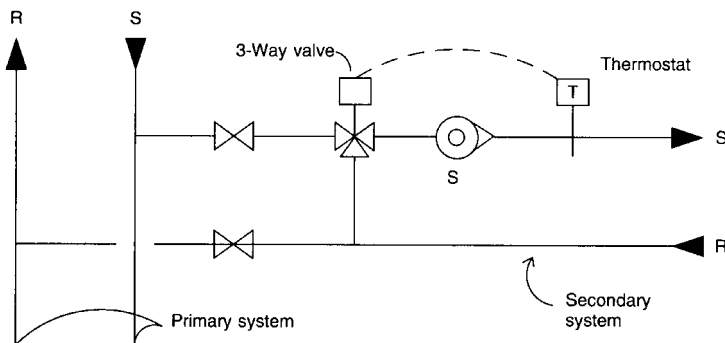 R
S
3-Way valve
Thermostat
T
S
S
R
Primary system
Secondary
system